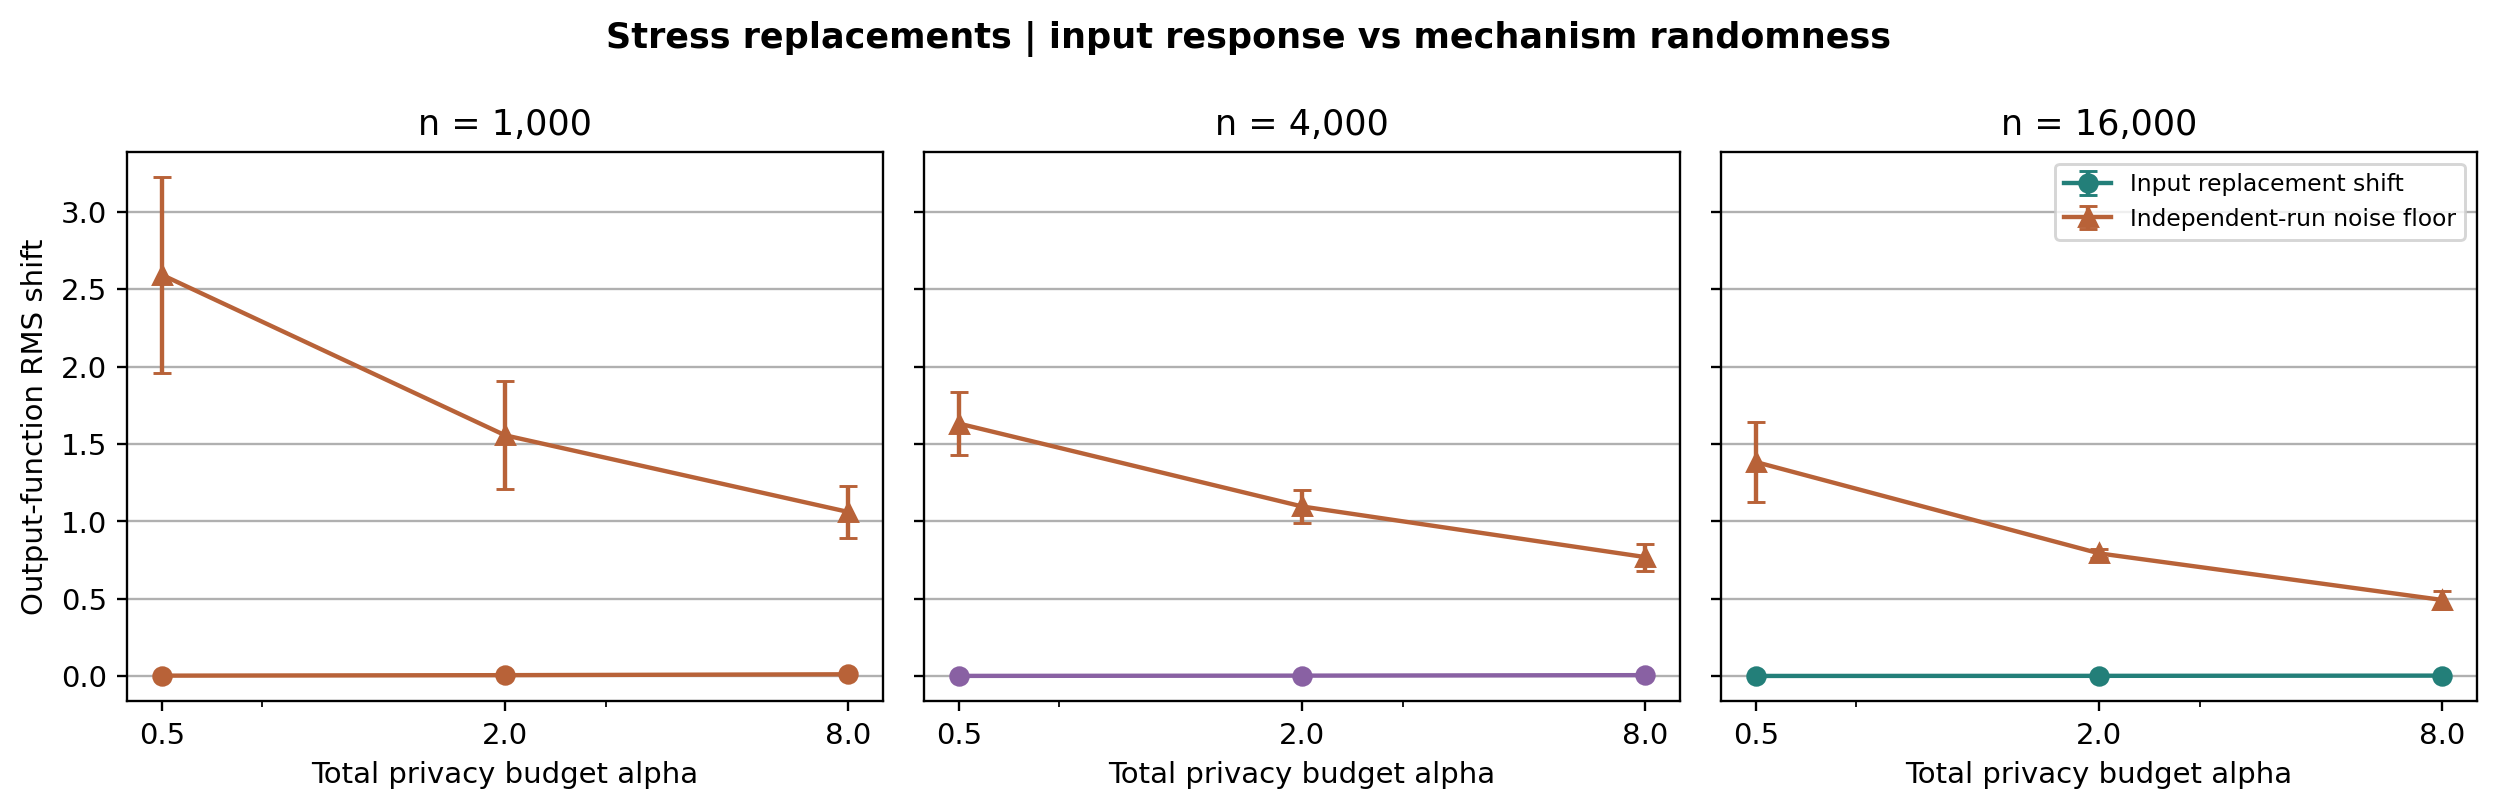 Stress replacements | input response vs mechanism randomness
n = 1,000
n = 4,000
n = 16,000
Input replacement shift
Independent-run noise floor
Output-function RMS shift
3.0
2.5
2.0
1.5
1.0
0.5
0.0
0.5 2.0 8.0
0.5 2.0 8.0
0.5 2.0 8.0
Total privacy budget alpha
Total privacy budget alpha
Total privacy budget alpha